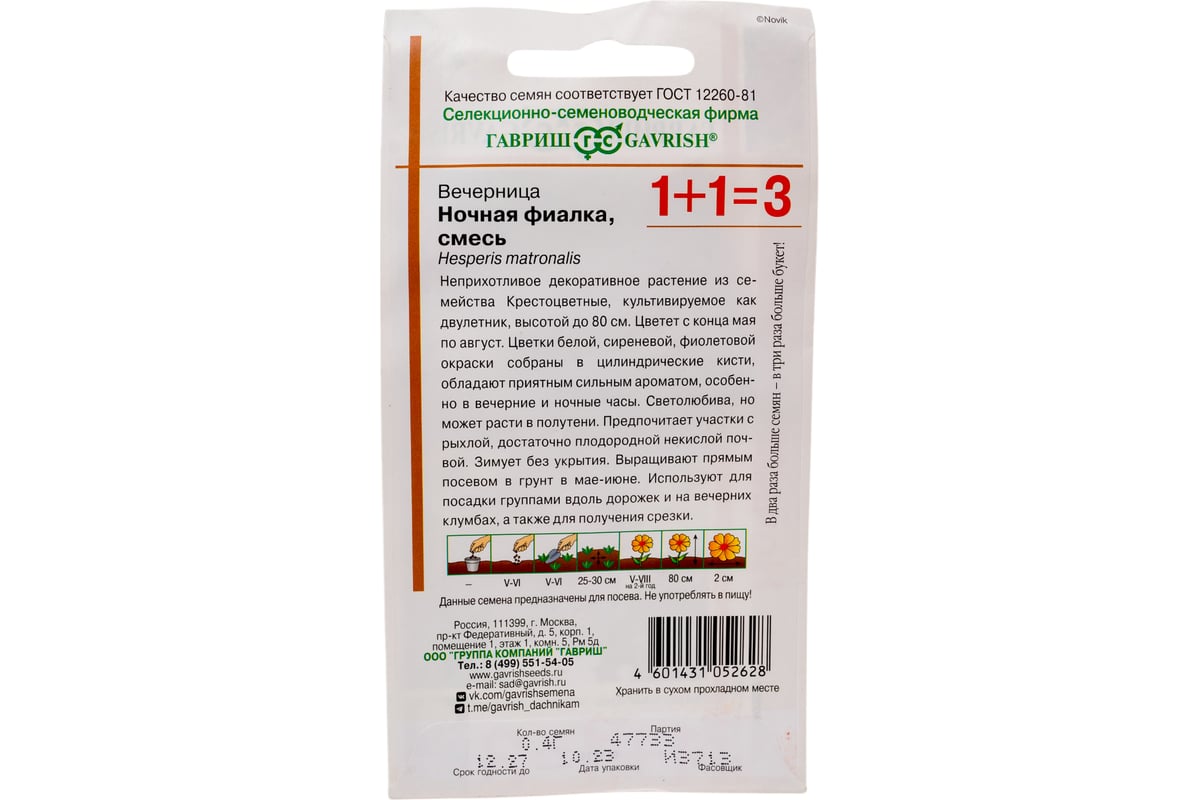 ©Novik
Качество семян соответствует ГОСТ 12260-81
Селекционно-семеноводческая фирма
ГАВРИШ ГС GAVRISH®
1+1=3
Вечерница
Ночная фиалка,
смесь
Hesperis matronalis
Неприхотливое декоративное растение из се-
мейства Крестоцветные, культивируемое как
двулетник, высотой до 80 см. Цветет с конца мая
по август. Цветки белой, сиреневой, фиолетовой
окраски собраны в цилиндрические кисти,
обладают приятным сильным ароматом, особен-
но в вечерние и ночные часы. Светолюбива, но
может расти в полутени. Предпочитает участки с
рыхлой, достаточно плодородной некислой поч-
вой. Зимует без укрытия. Выращивают прямым
посевом в грунт в мае-июне. Используют для
посадки группами вдоль дорожек и на вечерних
клумбах, а также для получения срезки.
В два раза больше семян – в три раза больше букет!
– V-VI V-VI 25-30 см V-VIII 80 см 2 см
на 2-й год
Данные семена предназначены для посева. Не употреблять в пищу!
Россия, 111399, г. Москва,
пр-кт Федеративный, д. 5, корп. 1,
помещение 1, этаж 1, комн. 5, Рм 5д
ООО "ГРУППА КОМПАНИЙ "ГАВРИШ"
Тел.: 8 (499) 551-54-05
www.gavrishseeds.ru
e-mail: sad@gavrish.ru
vk.com/gavrishsemena
t.me/gavrish_dachnikam
4 601431 052628
Хранить в сухом прохладном месте
Кол-во семян Партия
0.4Г 47733
12.27 10.23 И3713
Срок годности до Дата упаковки Фасовщик